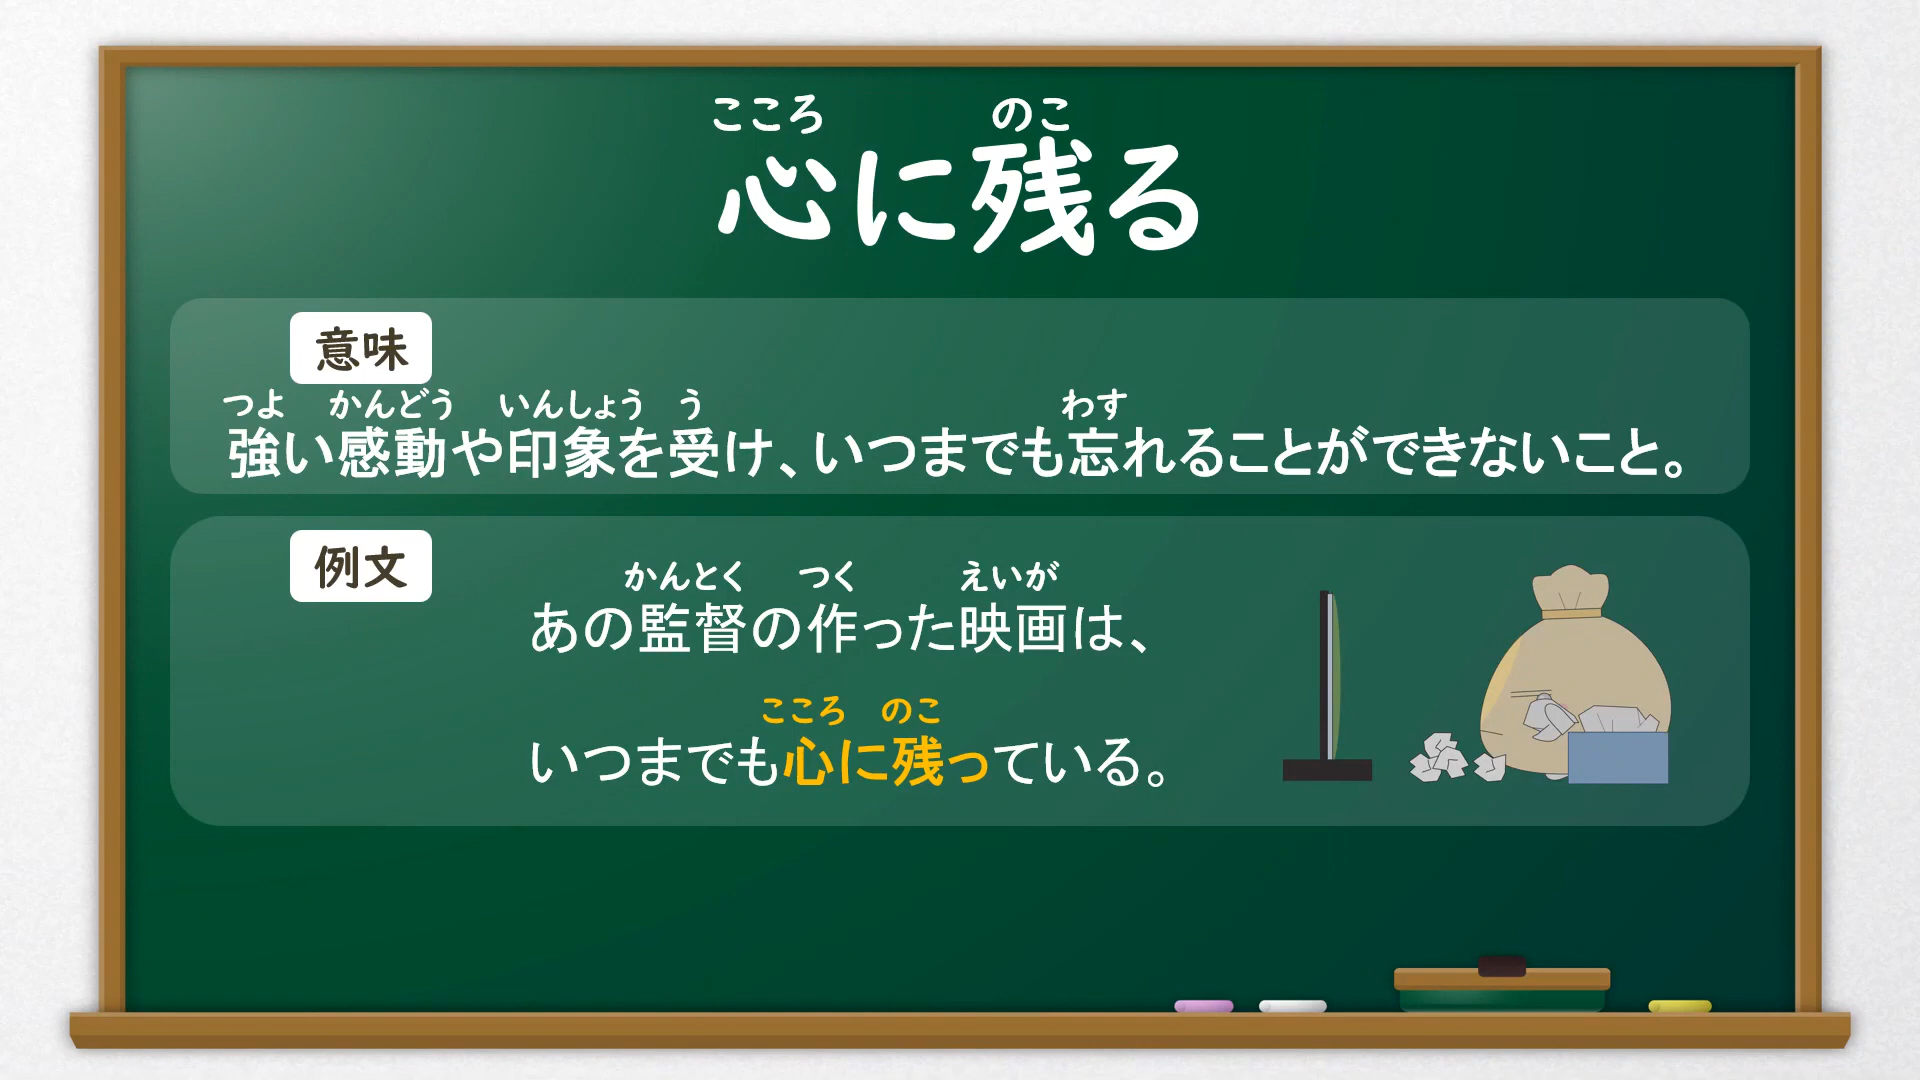 こころ のこ
心に残る
意味
つよ かんどう いんしょう う わす
強い感動や印象を受け、いつまでも忘れることができないこと。
例文
かんとく つく えいが
あの監督の作った映画は、
こころ のこ
いつまでも心に残っている。